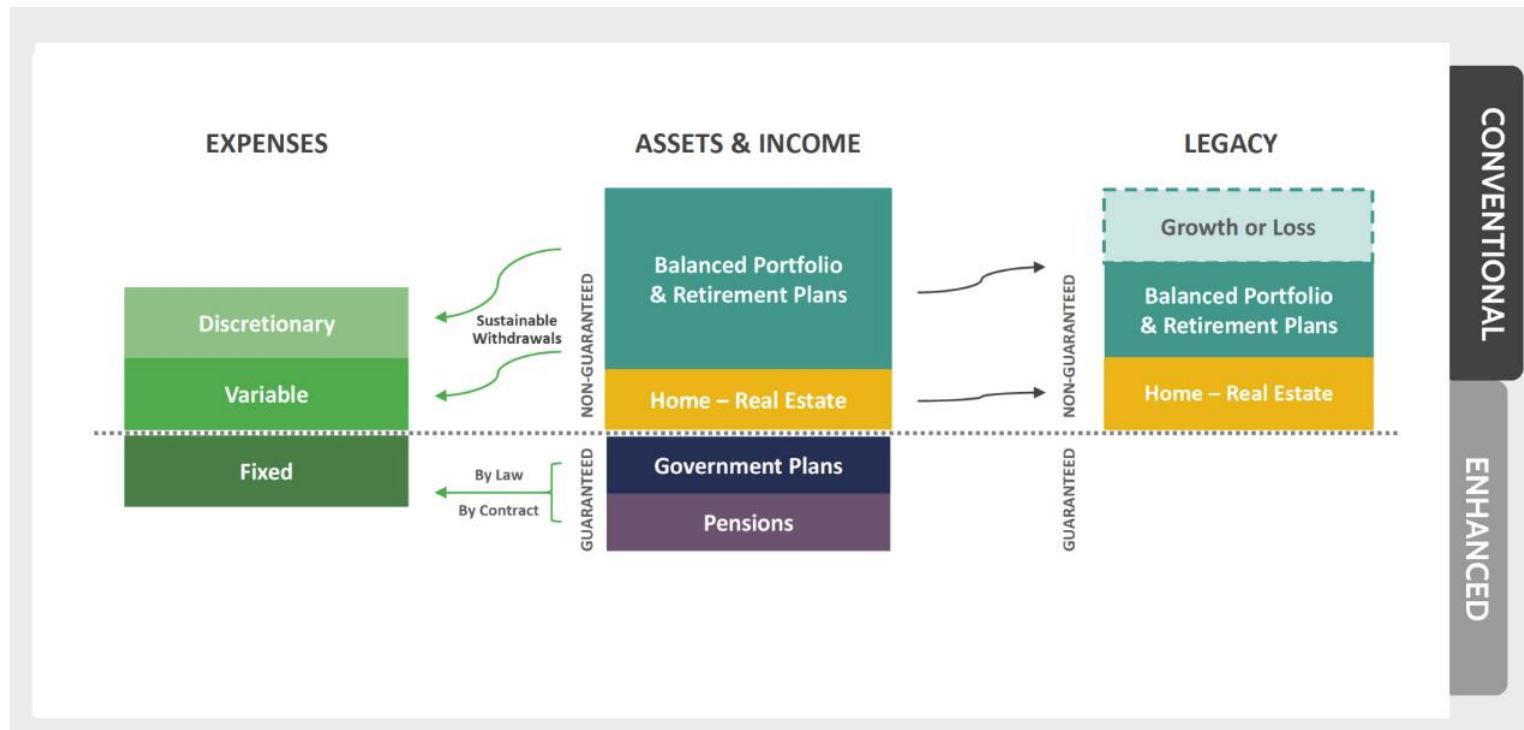 EXPENSES
ASSETS & INCOME
LEGACY
CONVENTIONAL
ENHANCED
Discretionary
Variable
Fixed
Sustainable
Withdrawals
By Law
By Contract
NON-GUARANTEED
GUARANTEED
Balanced Portfolio
& Retirement Plans
Home – Real Estate
Government Plans
Pensions
NON-GUARANTEED
GUARANTEED
Growth or Loss
Balanced Portfolio
& Retirement Plans
Home – Real Estate